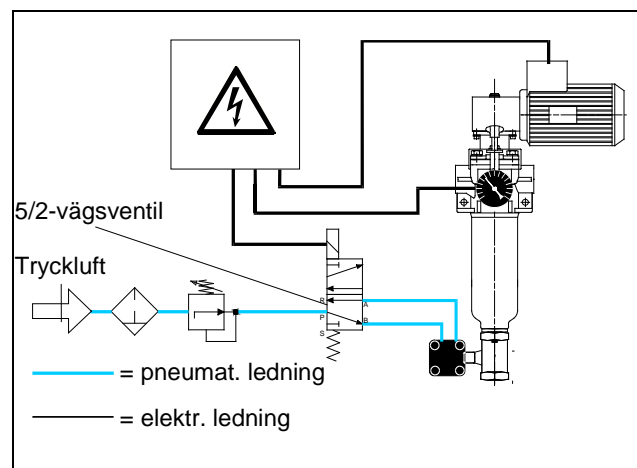 5/2-vägsventil
Tryckluft
R
A
P
B
S
= pneumat. ledning
= elektr. ledning